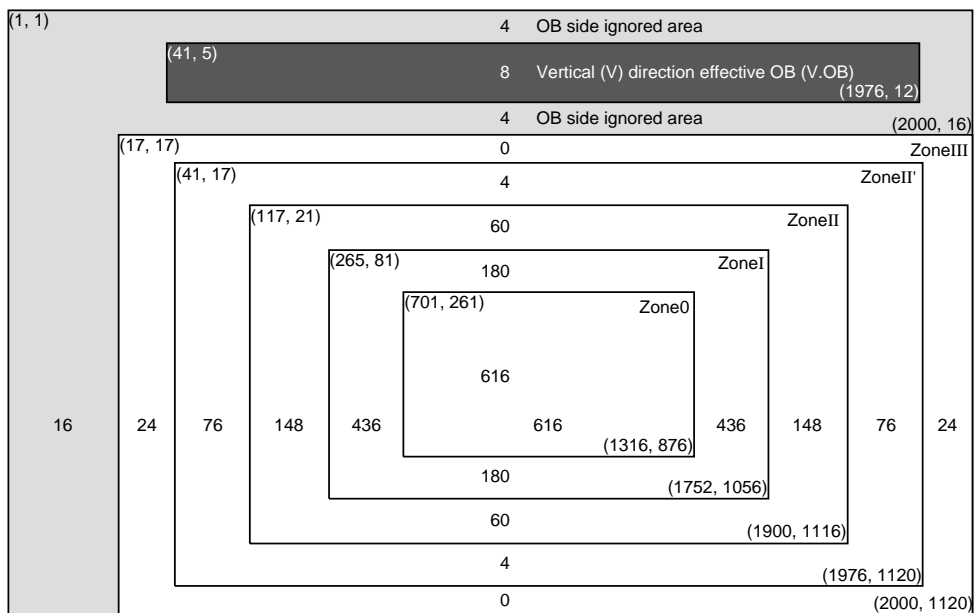 (1, 1)
4 OB side ignored area
(41, 5)
8 Vertical (V) direction effective OB (V.OB)
(1976, 12)
4 OB side ignored area
(2000, 16)
(17, 17) 0 ZoneIII
(41, 17) 4 ZoneII'
(117, 21) 60 ZoneII
(265, 81) 180 ZoneI
(701, 261) Zone0
616
16 24 76 148 436 616 436 148 76 24
(1316, 876)
180 (1752, 1056)
60 (1900, 1116)
4 (1976, 1120)
0 (2000, 1120)